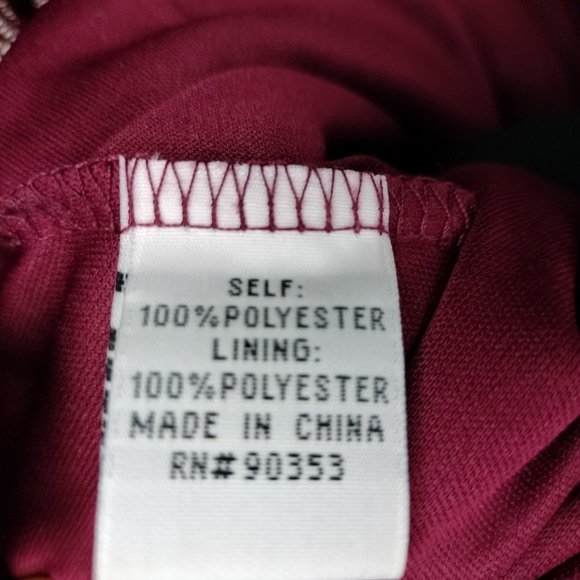 SELF:
100%POLYESTER
LINING:
100%POLYESTER
MADE IN CHINA
RN#90353